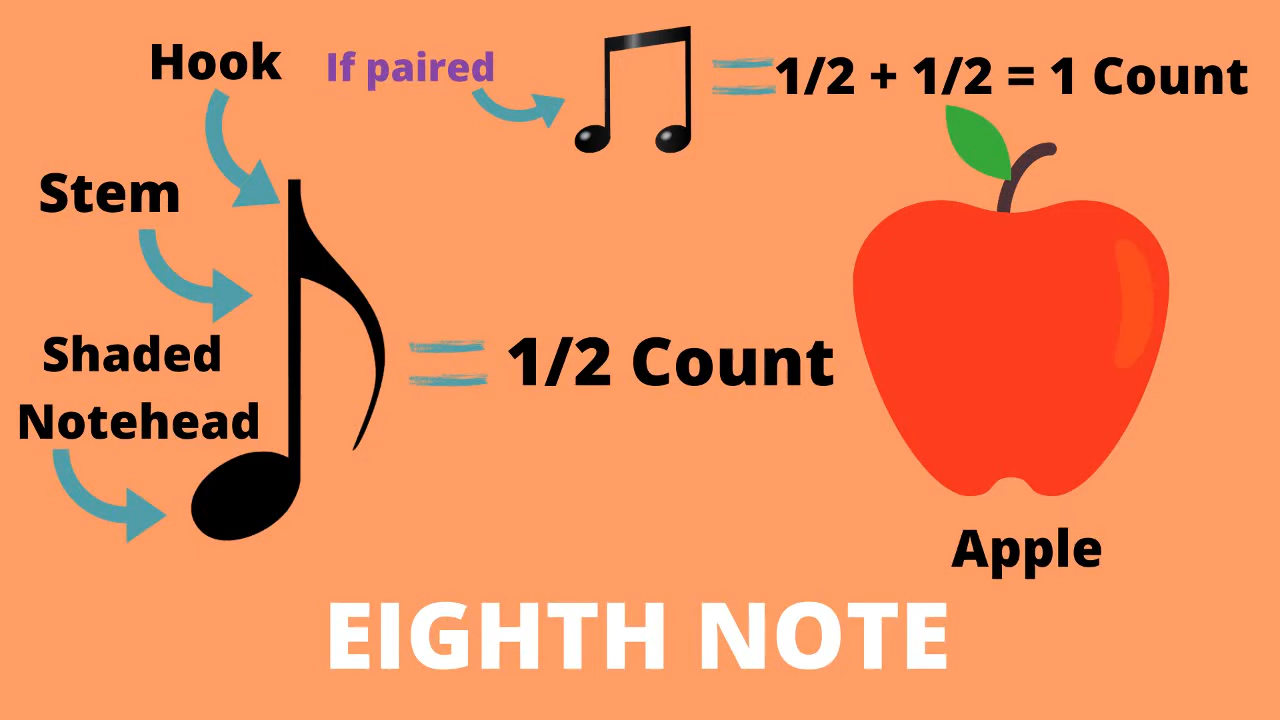 Hook
If paired
1/2 + 1/2 = 1 Count
Stem
Shaded
Notehead
1/2 Count
Apple
EIGHTH NOTE